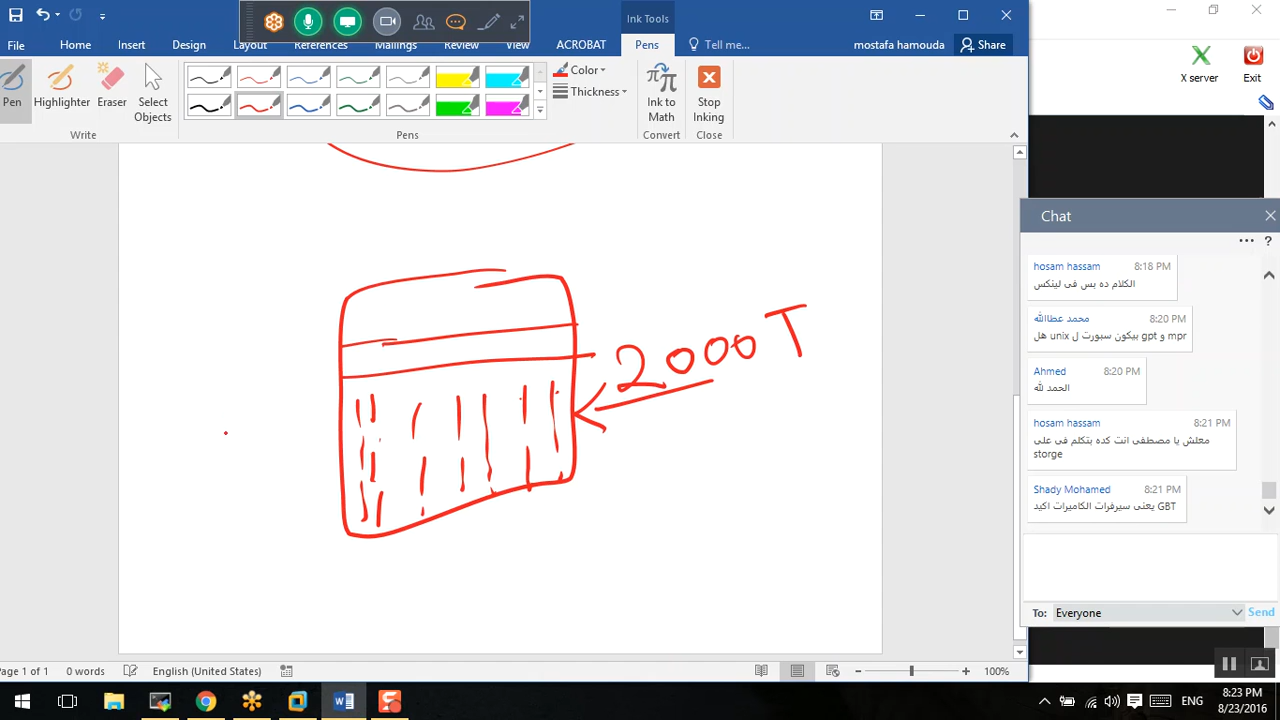 Ink Tools
File
Home
Insert
Design
Layout
References
Mailings
Review
View
ACROBAT
Pens
Tell me...
mostafa hamouda
Share
X server
Exit
Pen
Highlighter
Eraser
Select Objects
Color
Thickness
Ink to Math
Stop Inking
Write
Pens
Convert
Close
2000 T
Chat
hosam hassam 8:18 PM
الكلام ده بس فى لينكس
محمد عطاالله 8:20 PM
هل unix بيكون سبورت ل gpt و mpr
Ahmed 8:20 PM
الحمد لله
hosam hassam 8:21 PM
معلش يا مصطفى انت كده بتكلم فى على
storge
Shady Mohamed 8:21 PM
GBT يعنى سيرفرات الكاميرات اكيد
To: Everyone Send
Page 1 of 1
0 words
English (United States)
100%
ENG
8:23 PM
8/23/2016